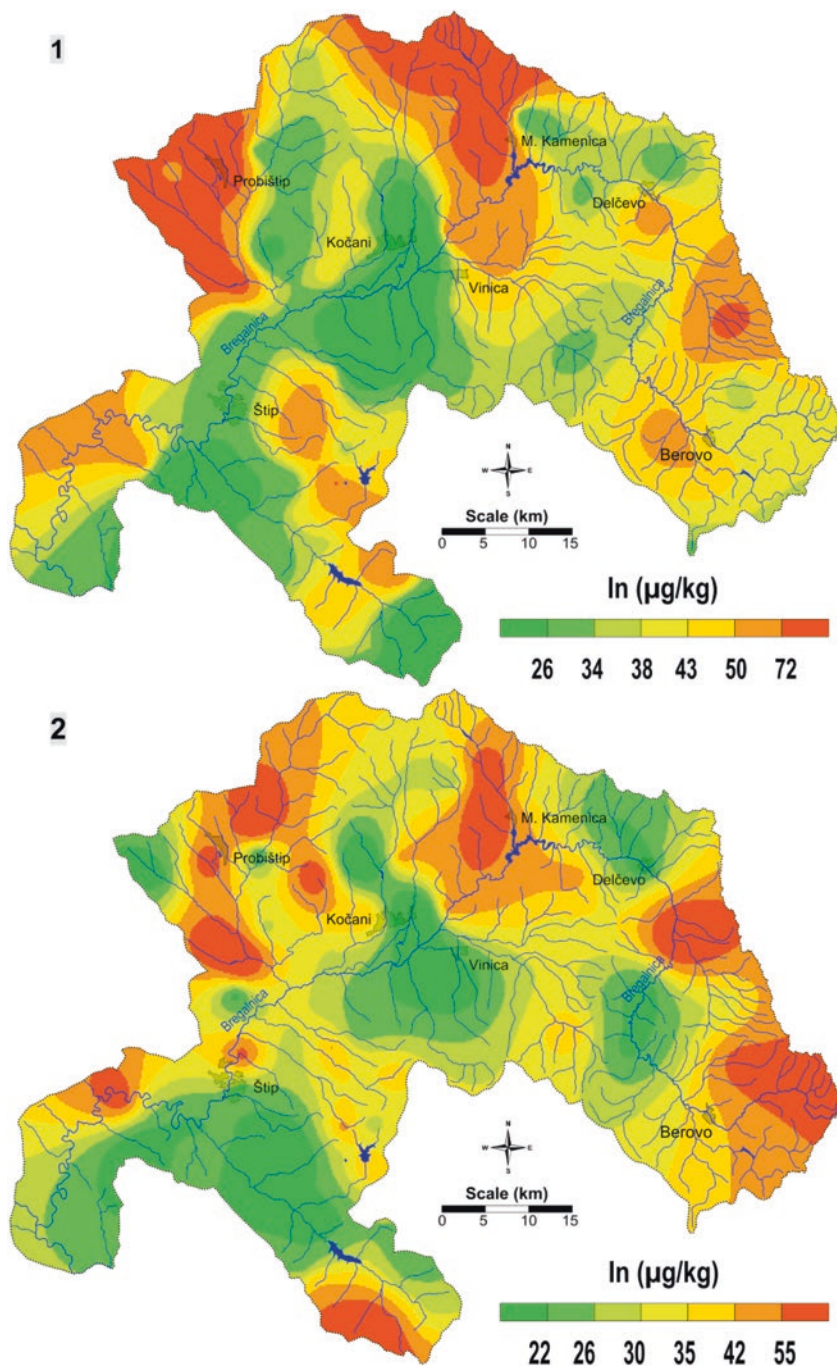 1
M. Kamenica
Probištip
Delčevo
Kočani
Vinica
Bregalnica
Bregalnica
Štip
Berovo
N
W E
S
Scale (km)
0 5 10 15
In (µg/kg)
26 34 38 43 50 72
2
M. Kamenica
Probištip
Delčevo
Kočani
Vinica
Bregalnica
Bregalnica
Štip
Berovo
N
W E
S
Scale (km)
0 5 10 15
In (µg/kg)
22 26 30 35 42 55